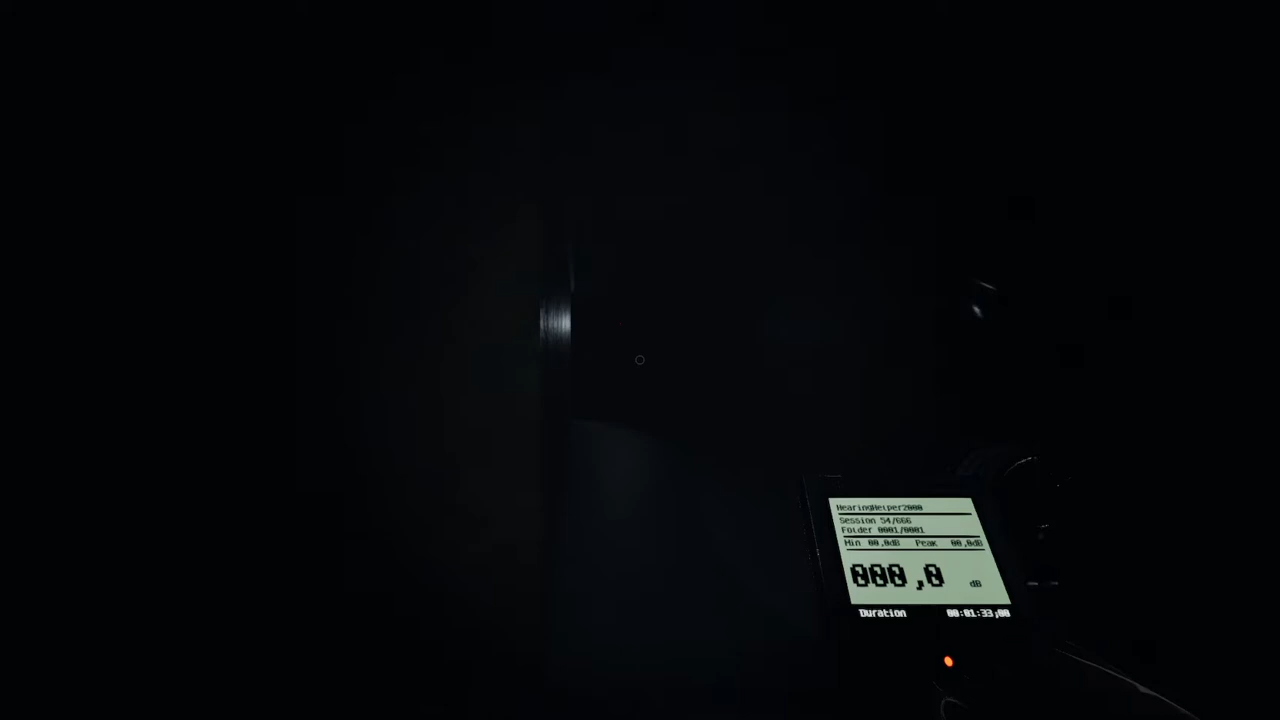 HearingHelper2000
Session 54/666
Folder 0001/0001
Min 00,0dB Peak 00,0dB
000,0 dB
Duration 00:01:33;00